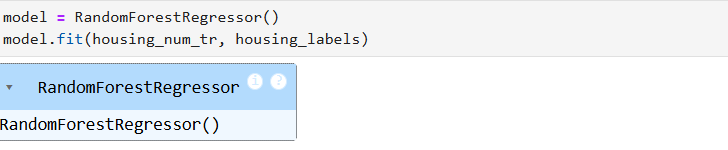 model = RandomForestRegressor()
model.fit(housing_num_tr, housing_labels)
▾ RandomForestRegressor i ?
RandomForestRegressor()